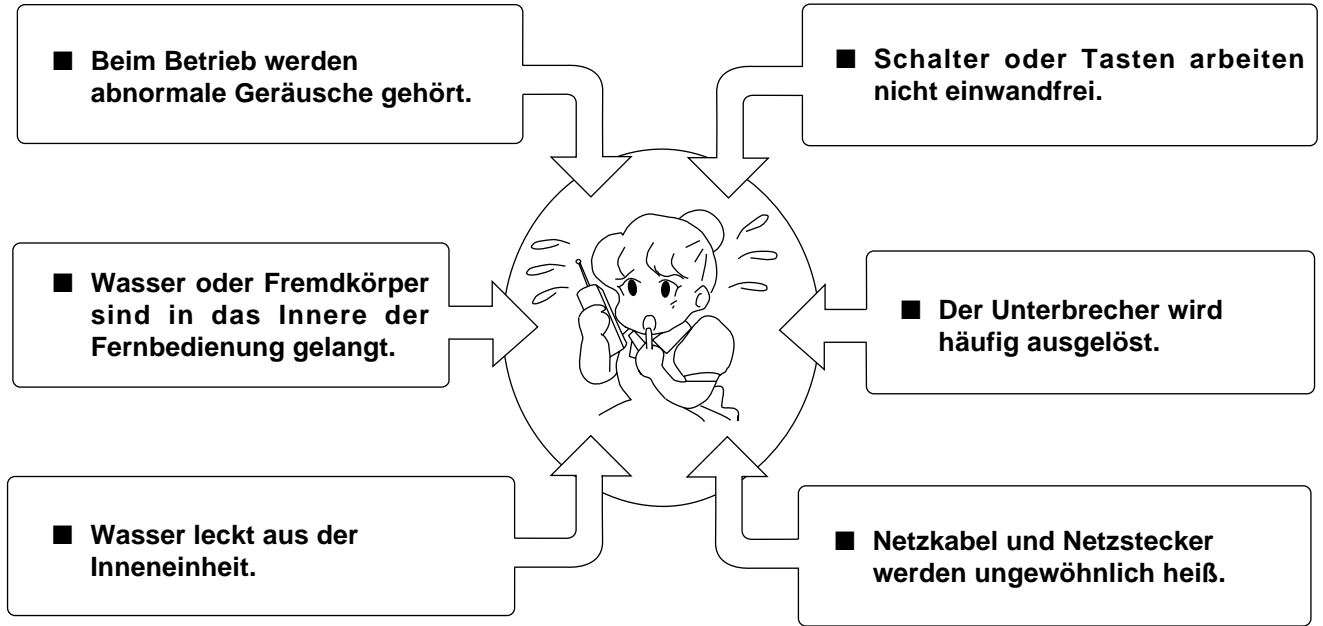 ■ Beim Betrieb werden
abnormale Geräusche gehört.
■ Schalter oder Tasten arbeiten
nicht einwandfrei.
■ Wasser oder Fremdkörper
sind in das Innere der
Fernbedienung gelangt.
■ Der Unterbrecher wird
häufig ausgelöst.
■ Wasser leckt aus der
Inneneinheit.
■ Netzkabel und Netzstecker
werden ungewöhnlich heiß.